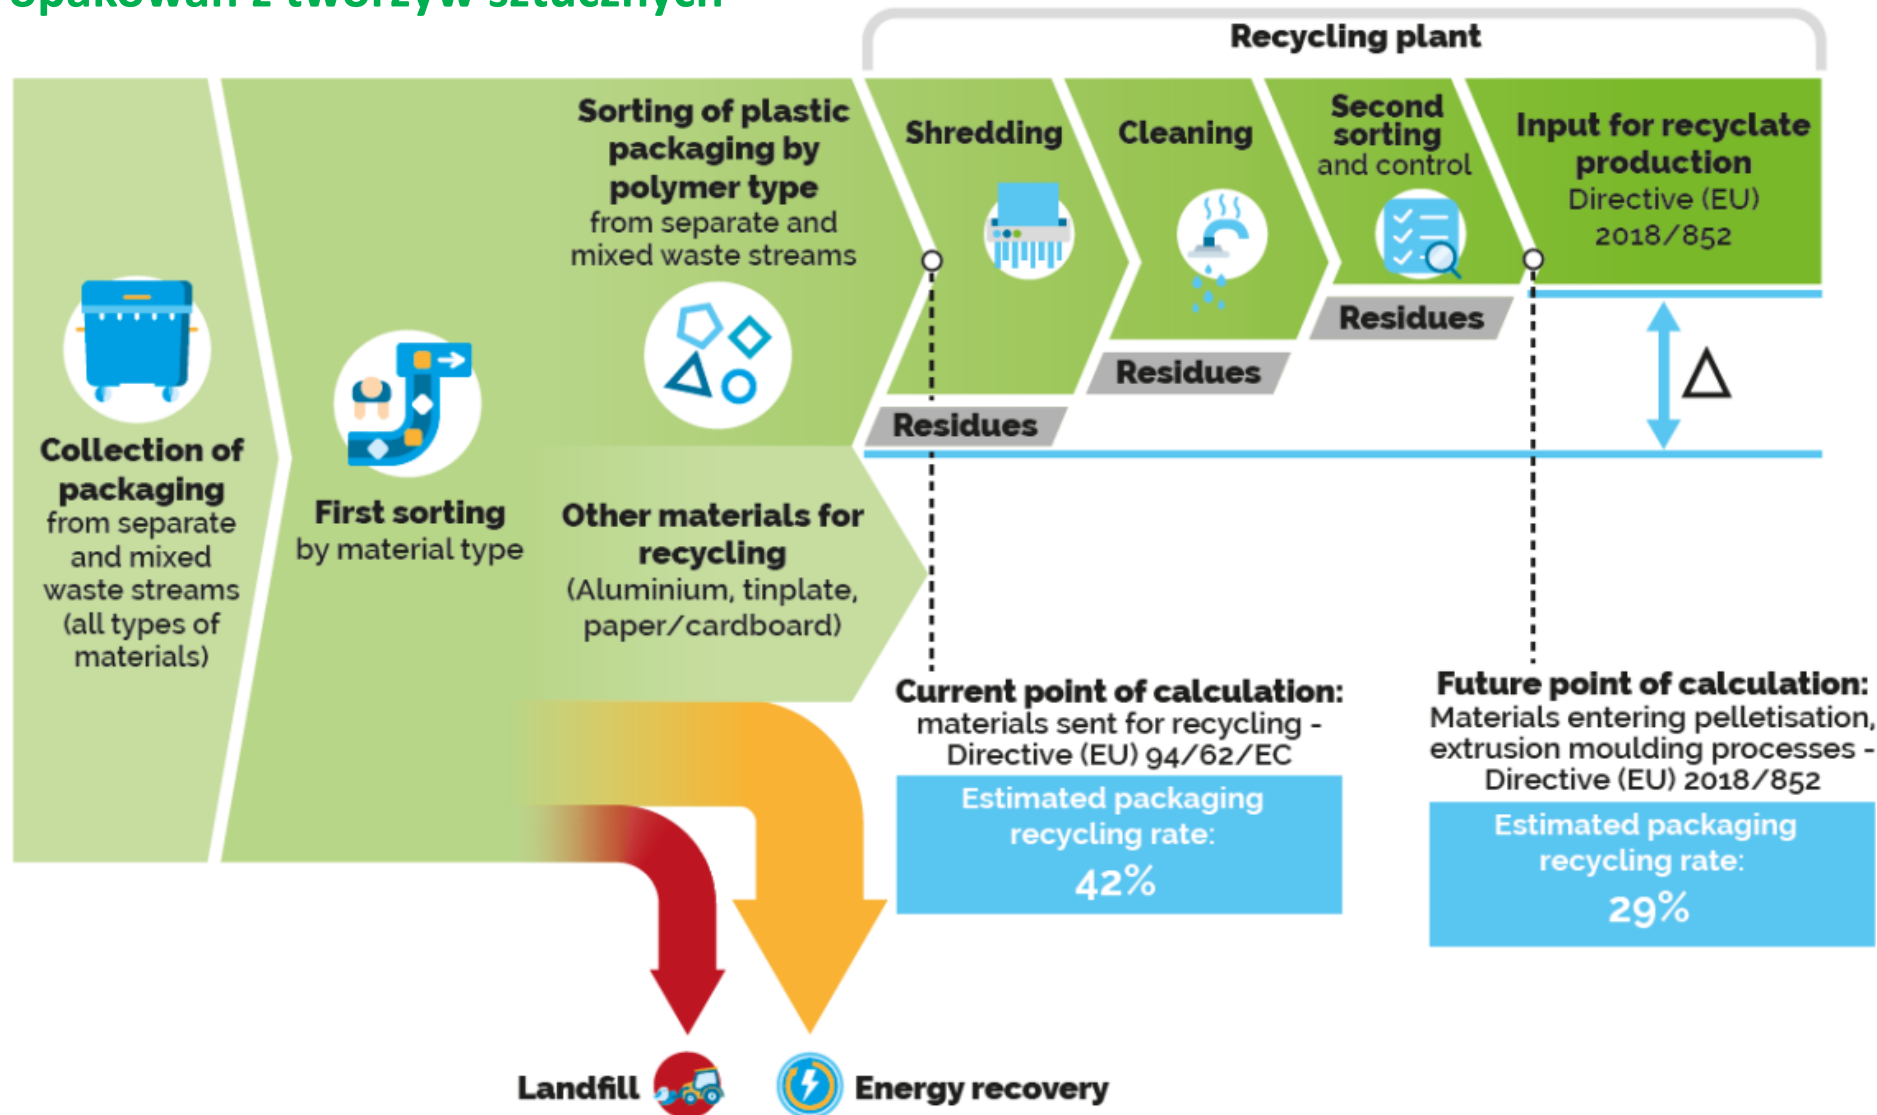 opakowań z tworzyw sztucznych
Recycling plant
Collection of
packaging
from separate
and mixed
waste streams
(all types of
materials)
First sorting
by material type
Sorting of plastic
packaging by
polymer type
from separate and
mixed waste streams
Other materials for
recycling
(Aluminium, tinplate,
paper/cardboard)
Shredding
Residues
Cleaning
Residues
Second
sorting
and control
Residues
Input for recyclate
production
Directive (EU)
2018/852
Δ
Current point of calculation:
materials sent for recycling -
Directive (EU) 94/62/EC
Estimated packaging
recycling rate:
42%
Future point of calculation:
Materials entering pelletisation,
extrusion moulding processes -
Directive (EU) 2018/852
Estimated packaging
recycling rate:
29%
Landfill
Energy recovery